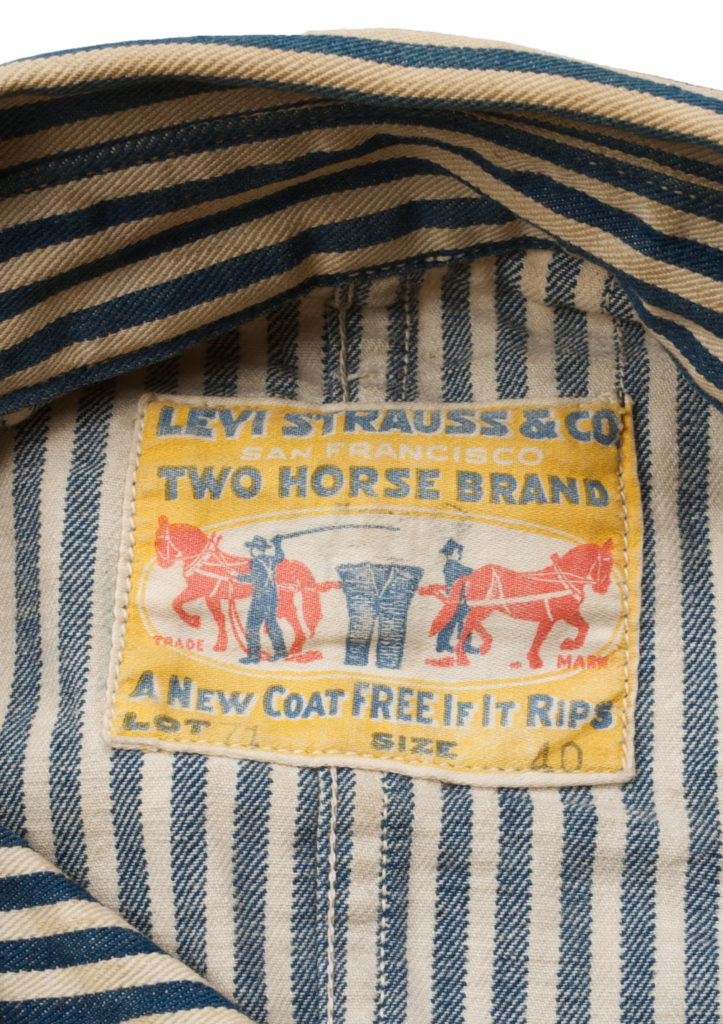 LEVI STRAUSS & CO
SAN FRANCISCO
TWO HORSE BRAND
TRADE MARK
A NEW COAT FREE IF IT RIPS
LOT 71 SIZE 40